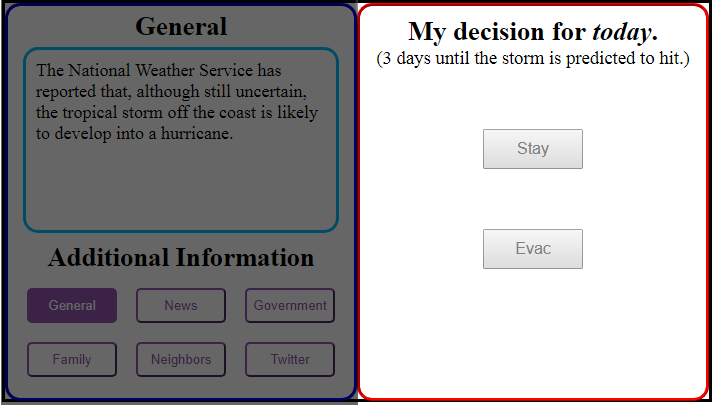 General
The National Weather Service has
reported that, although still uncertain,
the tropical storm off the coast is likely
to develop into a hurricane.
Additional Information
General News Government
Family Neighbors Twitter
My decision for today.
(3 days until the storm is predicted to hit.)
Stay
Evac